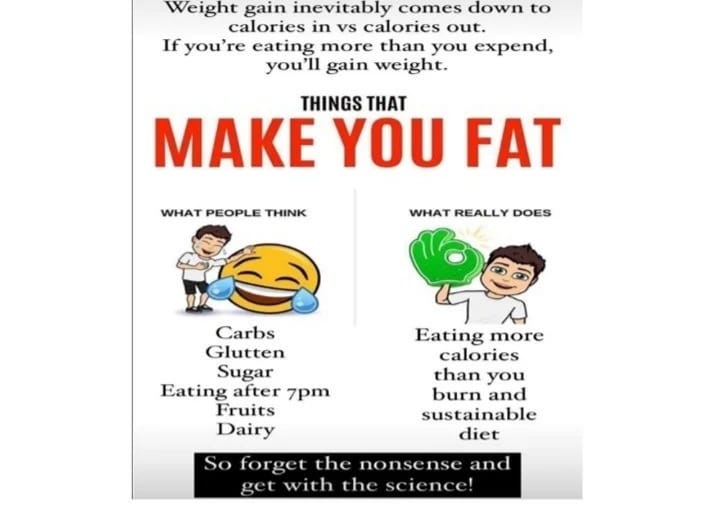 Weight gain inevitably comes down to
calories in vs calories out.
If you're eating more than you expend,
you'll gain weight.
THINGS THAT
MAKE YOU FAT
WHAT PEOPLE THINK
Carbs
Glutten
Sugar
Eating after 7pm
Fruits
Dairy
WHAT REALLY DOES
Eating more
calories
than you
burn and
sustainable
diet
So forget the nonsense and
get with the science!